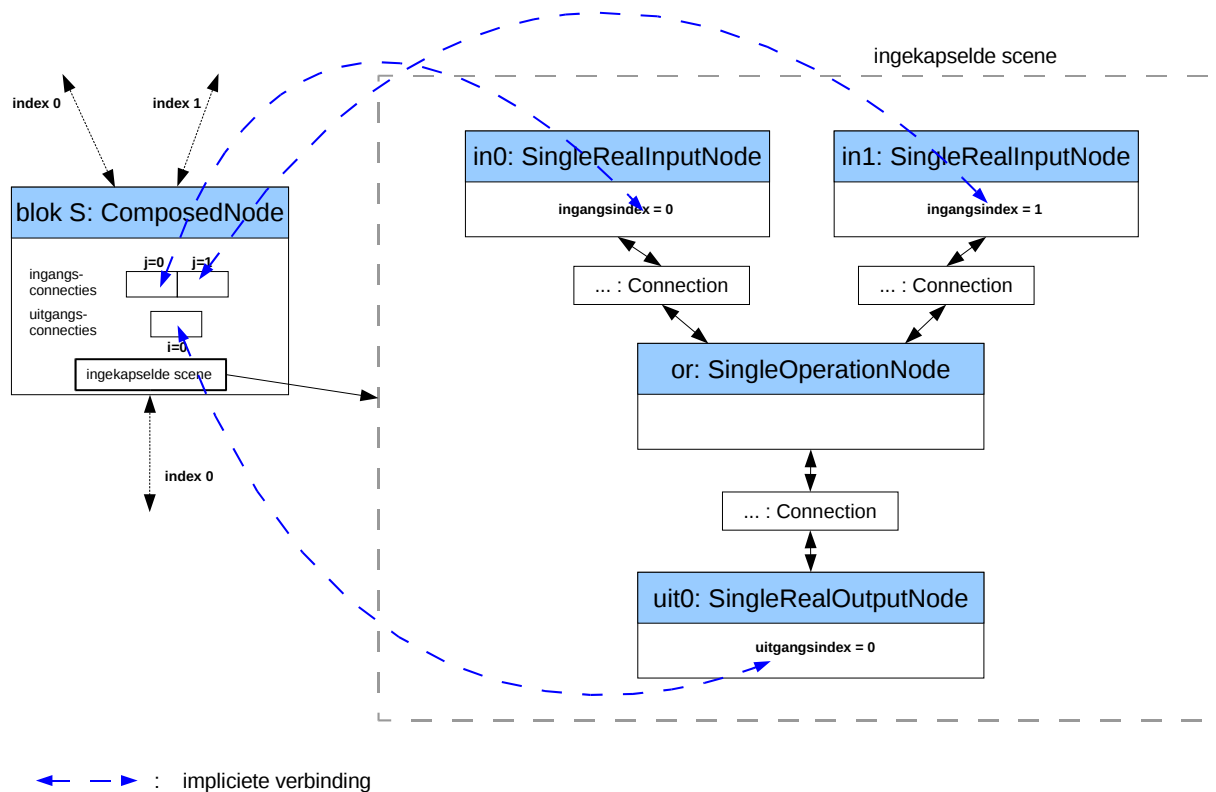 ingekapselde scene
index 0
index 1
in0: SingleRealInputNode
in1: SingleRealInputNode
blok S: ComposedNode
ingangsindex = 0
ingangsindex = 1
j=0
j=1
ingangs-
connecties
... : Connection
... : Connection
uitgangs-
connecties
i=0
ingekapselde scene
or: SingleOperationNode
index 0
... : Connection
uit0: SingleRealOutputNode
uitgangsindex = 0
: impliciete verbinding